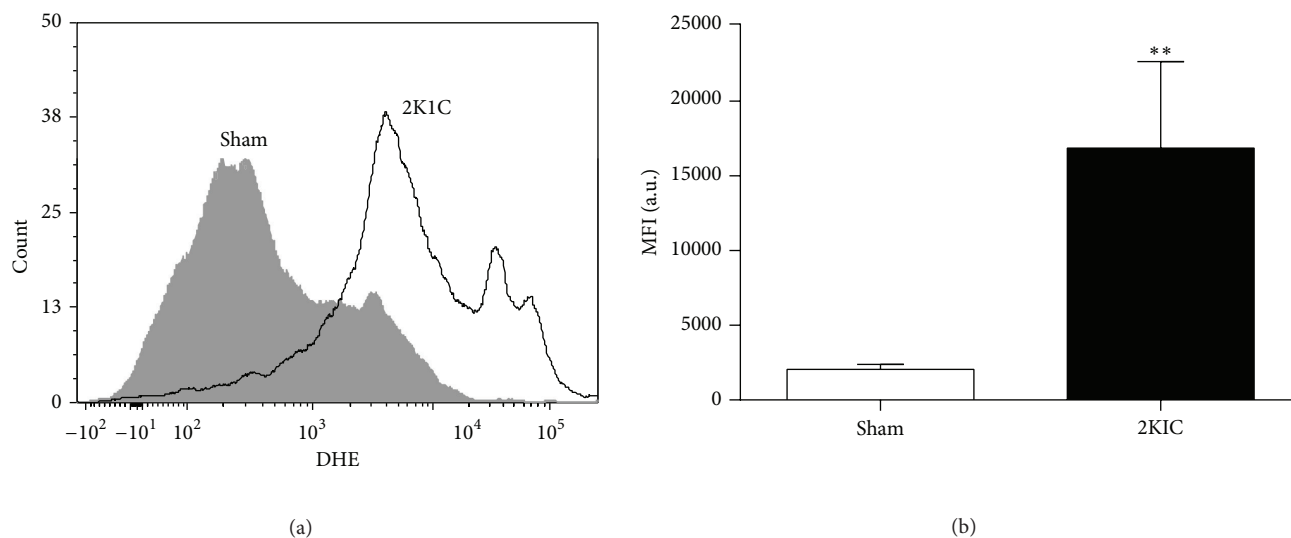 50
38
25
13
0
Count
Sham
2K1C
−10² −10¹ 10² 10³ 10⁴ 10⁵
DHE
(a)
25000
20000
15000
10000
5000
0
MFI (a.u.)
**
Sham 2KIC
(b)